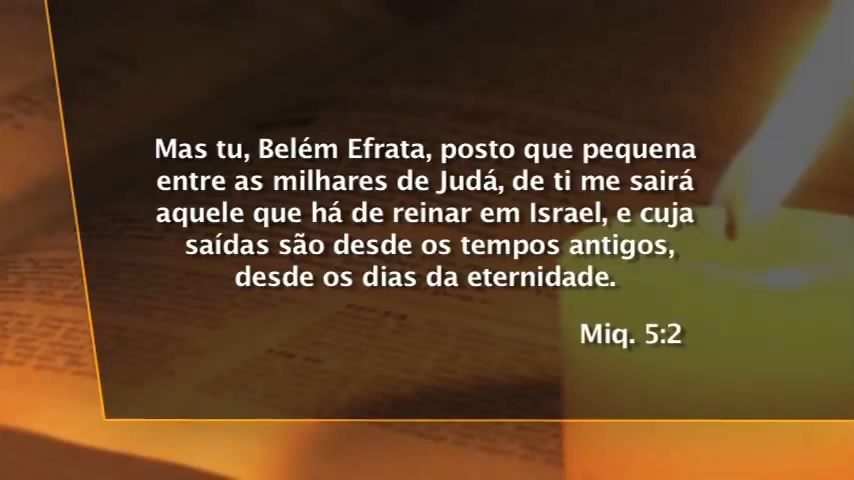 Mas tu, Belém Efrata, posto que pequena
entre as milhares de Judá, de ti me sairá
aquele que há de reinar em Israel, e cuja
saídas são desde os tempos antigos,
desde os dias da eternidade.
Miq. 5:2